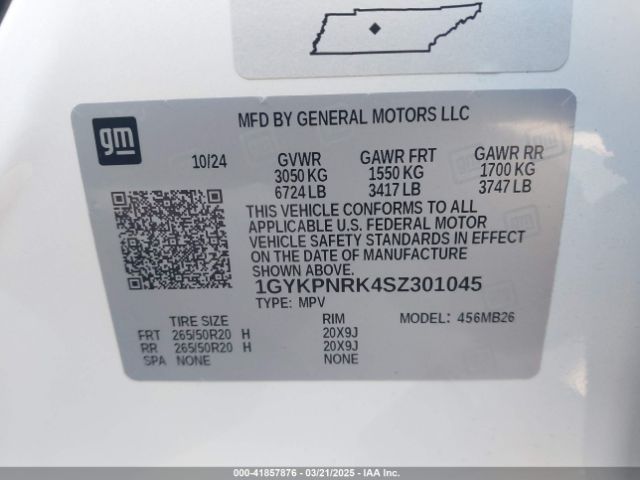 MFD BY GENERAL MOTORS LLC
gm
10/24 GVWR GAWR FRT GAWR RR
3050 KG 1550 KG 1700 KG
6724 LB 3417 LB 3747 LB
THIS VEHICLE CONFORMS TO ALL
APPLICABLE U.S. FEDERAL MOTOR
VEHICLE SAFETY STANDARDS IN EFFECT
ON THE DATE OF MANUFACTURE
SHOWN ABOVE.
1GYKPNRK4SZ301045
TYPE: MPV
TIRE SIZE RIM MODEL: 456MB26
FRT 265/50R20 H 20X9J
RR 265/50R20 H 20X9J
SPA NONE NONE
000-41857876 - 03/21/2025 - IAA Inc.